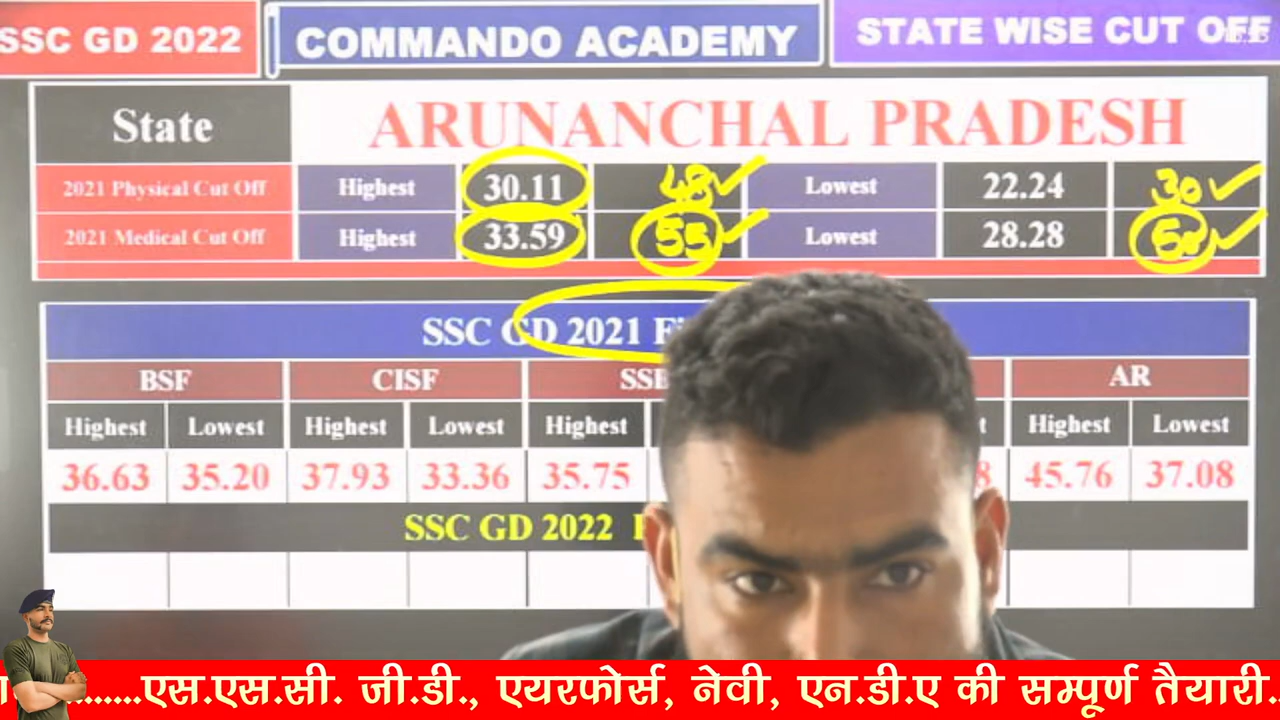 SSC GD 2022 COMMANDO ACADEMY STATE WISE CUT OFF
State ARUNANCHAL PRADESH
2021 Physical Cut Off Highest 30.11 48 Lowest 22.24 30
2021 Medical Cut Off Highest 33.59 55 Lowest 28.28
SSC GD 2021
BSF CISF SSB AR
Highest Lowest Highest Lowest Highest Highest Lowest
36.63 35.20 37.93 33.36 35.75 45.76 37.08
SSC GD 2022
........एस.एस.सी. जी.डी., एयरफोर्स, नेवी, एन.डी.ए की सम्पूर्ण तैयारी.